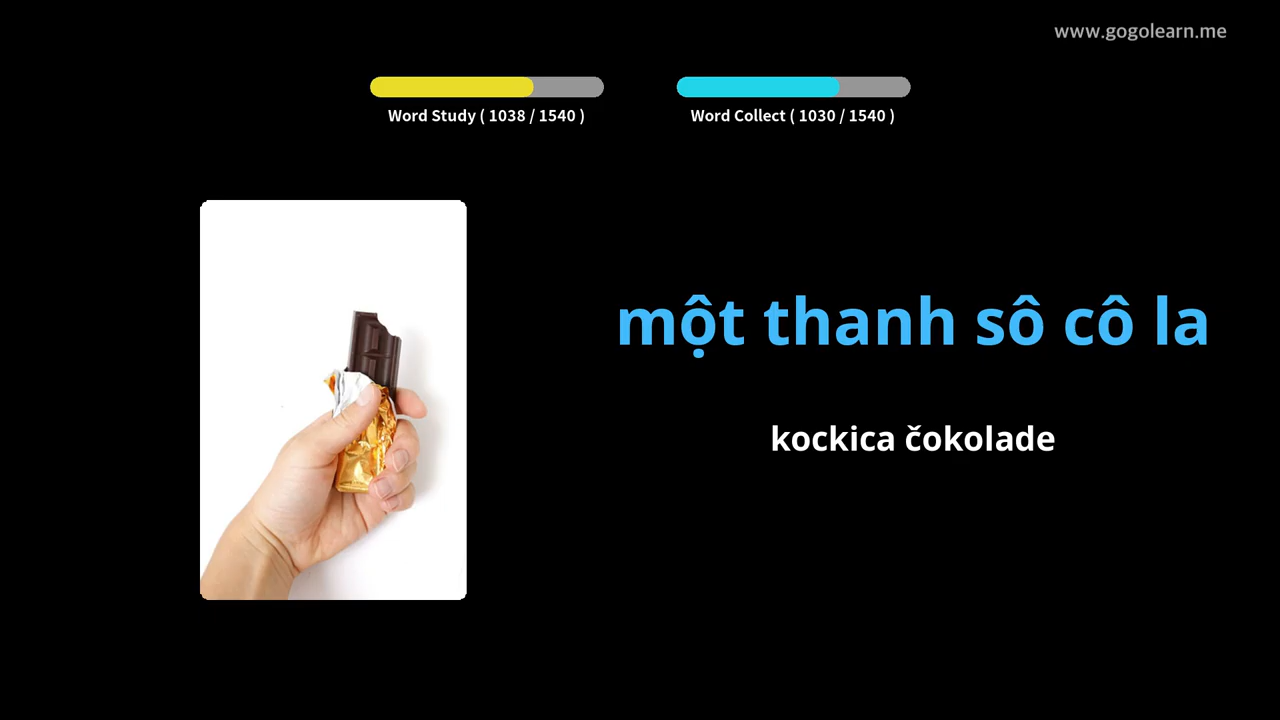 www.gogolearn.me
Word Study ( 1038 / 1540 )
Word Collect ( 1030 / 1540 )
một thanh sô cô la
kockica čokolade